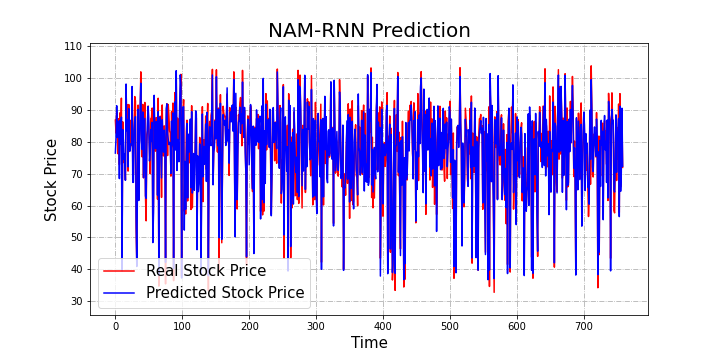 NAM-RNN Prediction
110
100
90
80
70
60
50
40
30
Stock Price
Real Stock Price
Predicted Stock Price
0 100 200 300 400 500 600 700
Time